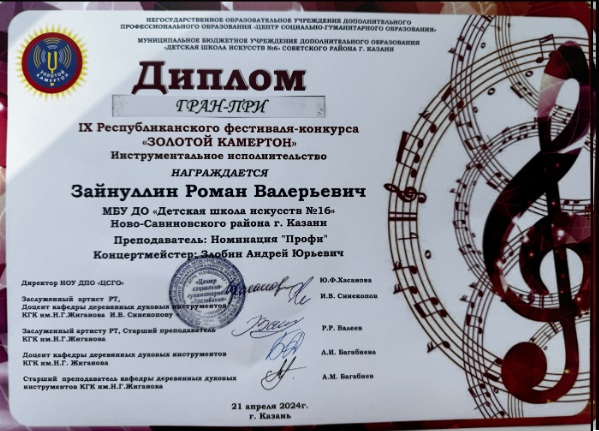 НЕГОСУДАРСТВЕННОЕ ОБРАЗОВАТЕЛЬНОЕ УЧРЕЖДЕНИЕ ДОПОЛНИТЕЛЬНОГО
ПРОФЕССИОНАЛЬНОГО ОБРАЗОВАНИЯ «ЦЕНТР СОЦИАЛЬНО-ГУМАНИТАРНОГО ОБРАЗОВАНИЯ»
МУНИЦИПАЛЬНОЕ БЮДЖЕТНОЕ УЧРЕЖДЕНИЕ ДОПОЛНИТЕЛЬНОГО ОБРАЗОВАНИЯ
«ДЕТСКАЯ ШКОЛА ИСКУССТВ №6» СОВЕТСКОГО РАЙОНА Г. КАЗАНИ
ЗОЛОТОЙ
КАМЕРТОН
Диплом
ГРАН-ПРИ
IX Республиканского фестиваля-конкурса
«ЗОЛОТОЙ КАМЕРТОН»
Инструментальное исполнительство
НАГРАЖДАЕТСЯ
Зайнуллин Роман Валерьевич
МБУ ДО «Детская школа искусств №16»
Ново-Савиновского района г. Казани
Преподаватель: Номинация "Профи"
Концертмейстер: Злобин Андрей Юрьевич
Директор НОУ ДПО «ЦСГО» Ю.Ф.Хасанова
Заслуженный артист РТ,
Доцент кафедры деревянных духовых инструментов И.В. Синекопов
КГК им.Н.Г.Жиганова И.В. Синекопову
Заслуженный артисту РТ, Старший преподаватель Р.Р. Валеев
КГК им.Н.Г. Жиганова
Доцент кафедры деревянных духовых инструментов Л.И. Багабиева
КГК им.Н.Г. Жиганова
Старший преподаватель кафедры деревянных духовых А.М. Багабиев
инструментов КГК им.Н.Г. Жиганова
«Центр
социально-
гуманитарного
образования»
21 апреля 2024г.
г. Казань